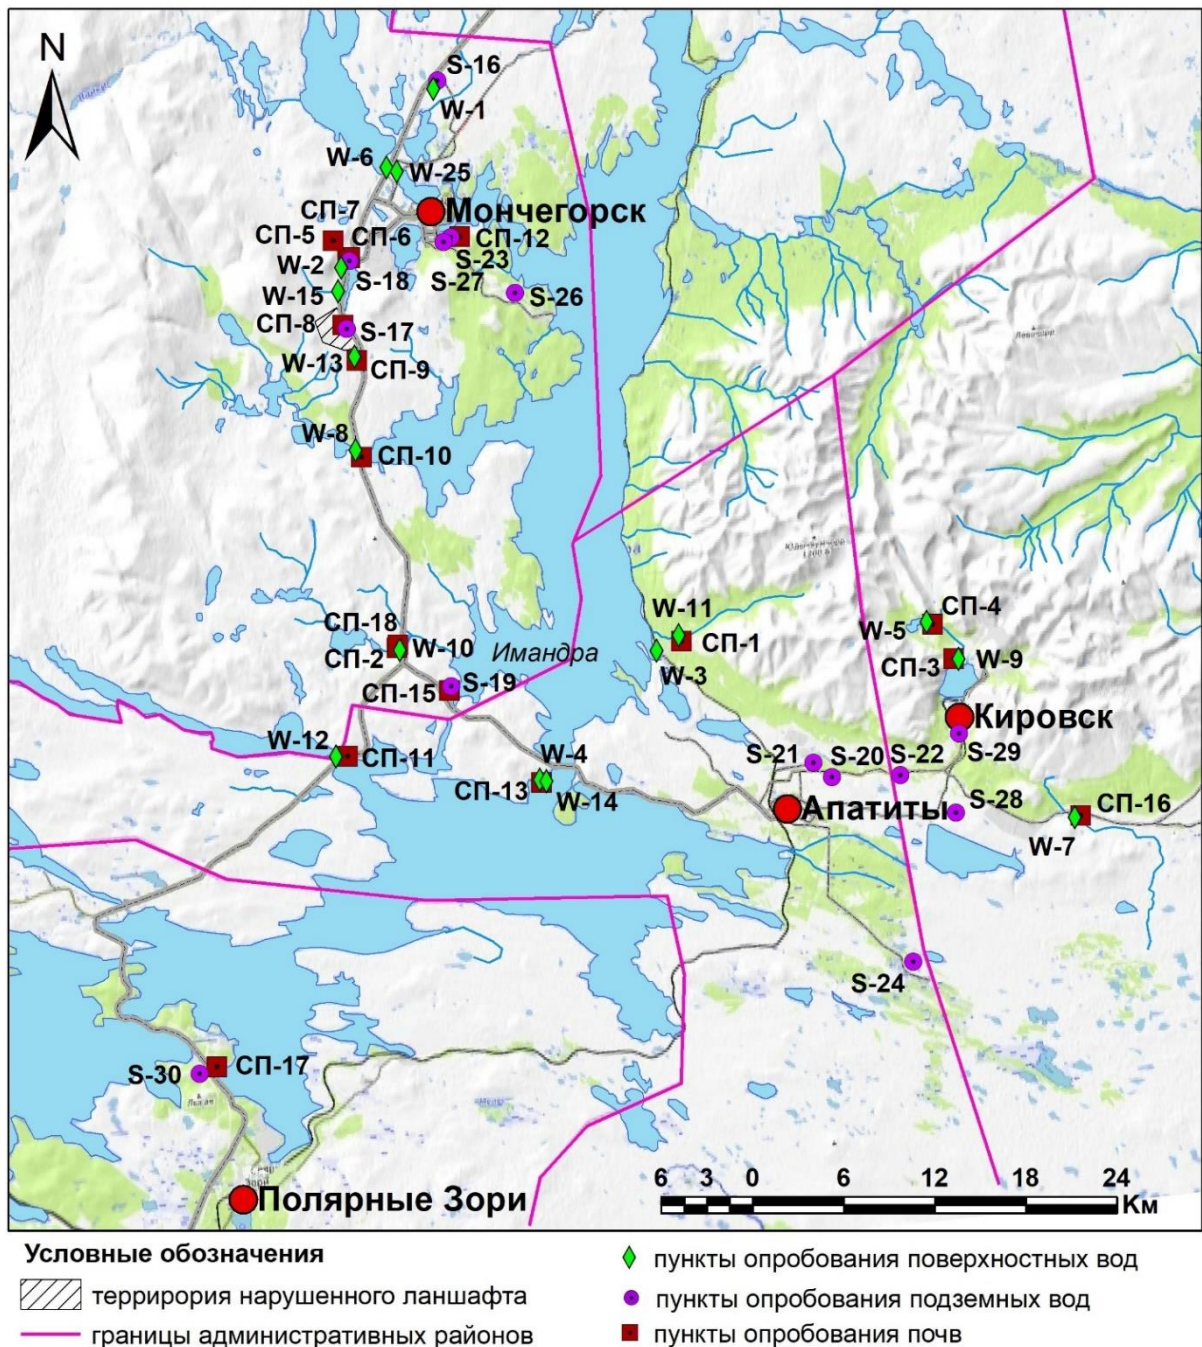 N
S-16
W-1
W-6
W-25
Мончегорск
СП-7
СП-5
СП-6
СП-12
W-2
S-18
S-23
S-27
W-15
S-26
СП-8
S-17
W-13
СП-9
W-8
СП-10
W-11
СП-4
СП-18
W-5
СП-1
СП-2
W-10
Имандра
W-3
СП-3
W-9
СП-15
S-19
Кировск
W-12
СП-11
W-4
S-21
S-20
S-22
S-29
СП-13
W-14
Апатиты
S-28
СП-16
W-7
S-24
S-30
СП-17
Полярные Зори
6 3 0 6 12 18 24
Км
Условные обозначения
террирория нарушенного ланшафта
границы административных районов
пункты опробования поверхностных вод
пункты опробования подземных вод
пункты опробования почв